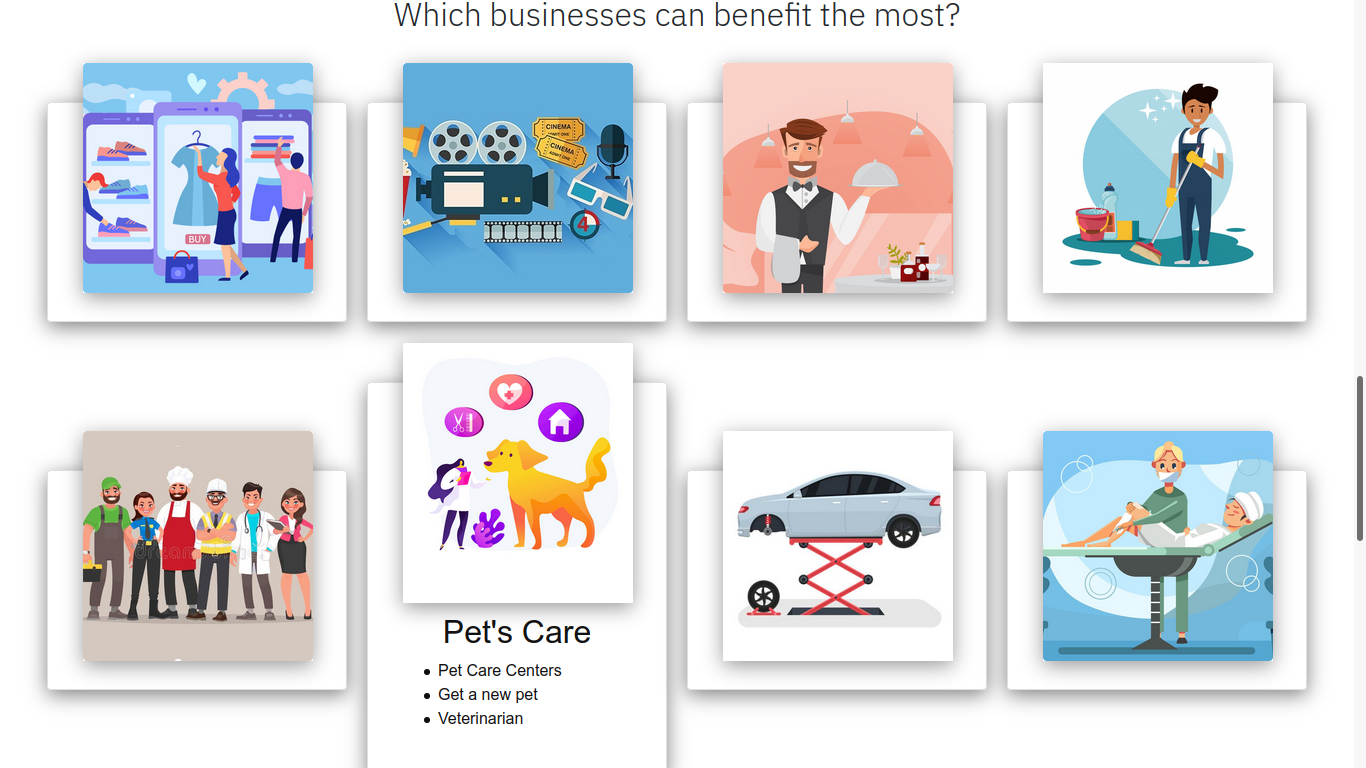 Which businesses can benefit the most?
BUY
CINEMA
ADMIT ONE
CINEMA
ADMIT ONE
4
Pet's Care
Pet Care Centers
Get a new pet
Veterinarian